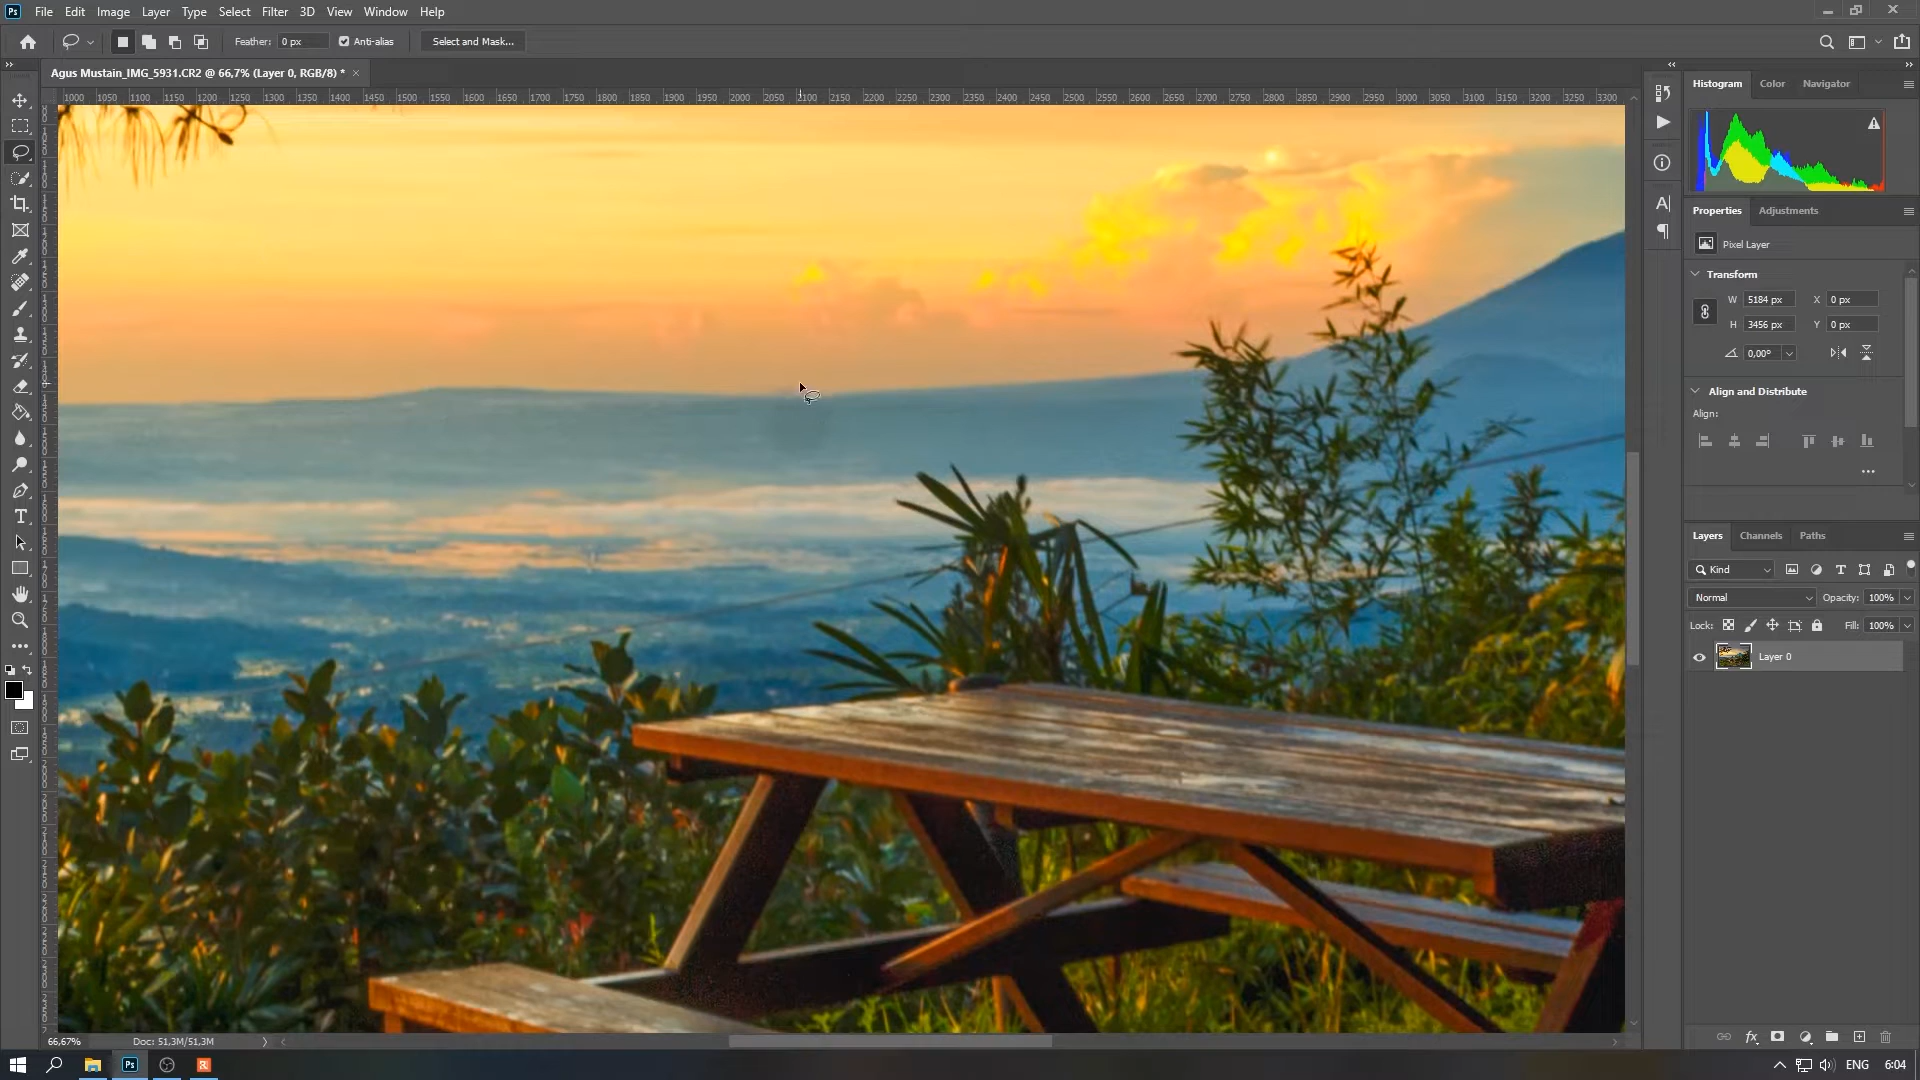 Ps File Edit Image Layer Type Select Filter 3D View Window Help
Feather: 0 px Anti-alias Select and Mask...
Agus Mustain_IMG_5931.CR2 @ 66,7% (Layer 0, RGB/8) * ×
1000 1050 1100 1150 1200 1250 1300 1350 1400 1450 1500 1550 1600 1650 1700 1750 1800 1850 1900 1950 2000 2050 2100 2150 2200 2250 2300 2350 2400 2450 2500 2550 2600 2650 2700 2750 2800 2850 2900 2950 3000 3050 3100 3150 3200 3250 3300
Histogram Color Navigator
Properties Adjustments
Pixel Layer
Transform
W 5184 px X 0 px
H 3456 px Y 0 px
0,00°
Align and Distribute
Align:
Layers Channels Paths
Kind
Normal Opacity: 100%
Lock: Fill: 100%
Layer 0
fx
66,67% Doc: 51,3M/51,3M
Ps ENG 6:04